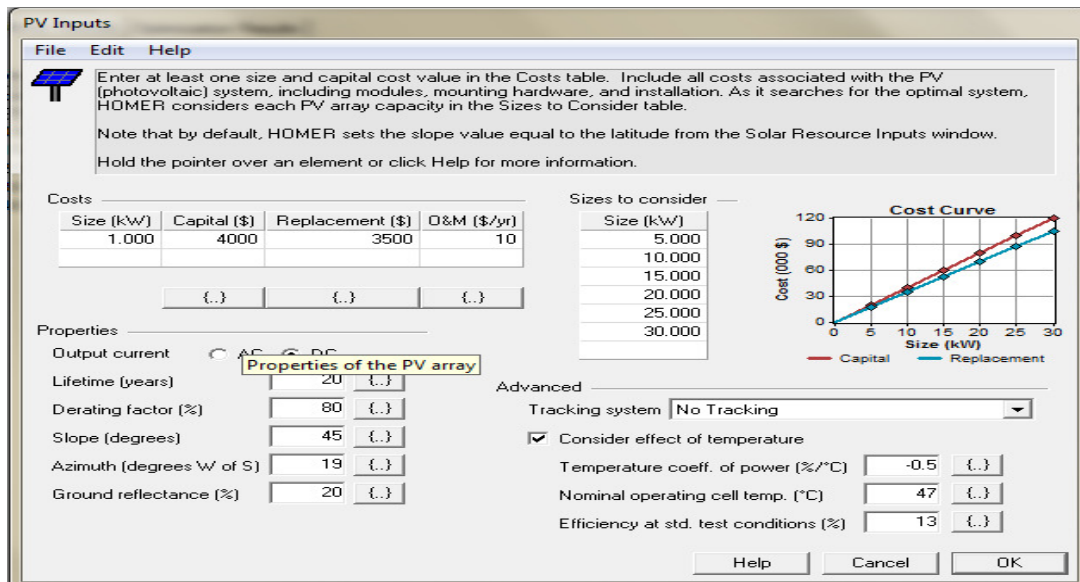 PV Inputs
File Edit Help
Enter at least one size and capital cost value in the Costs table. Include all costs associated with the PV
(photovoltaic) system, including modules, mounting hardware, and installation. As it searches for the optimal system,
HOMER considers each PV array capacity in the Sizes to Consider table.
Note that by default, HOMER sets the slope value equal to the latitude from the Solar Resource Inputs window.
Hold the pointer over an element or click Help for more information.
Costs
Size (kW) Capital ($) Replacement ($) O&M ($/yr)
1.000 4000 3500 10
{..} {..} {..}
Sizes to consider
Size (kW)
5.000
10.000
15.000
20.000
25.000
30.000
Cost Curve
Cost (000 $)
120
90
60
30
0
0 5 10 15 20 25 30
Size (kW)
Capital Replacement
Properties
Output current
Properties of the PV array
Lifetime (years) 20 {..}
Derating factor (%) 80 {..}
Slope (degrees) 45 {..}
Azimuth (degrees W of S) 19 {..}
Ground reflectance (%) 20 {..}
Advanced
Tracking system No Tracking
Consider effect of temperature
Temperature coeff. of power (%/°C) -0.5 {..}
Nominal operating cell temp. (°C) 47 {..}
Efficiency at std. test conditions (%) 13 {..}
Help Cancel OK